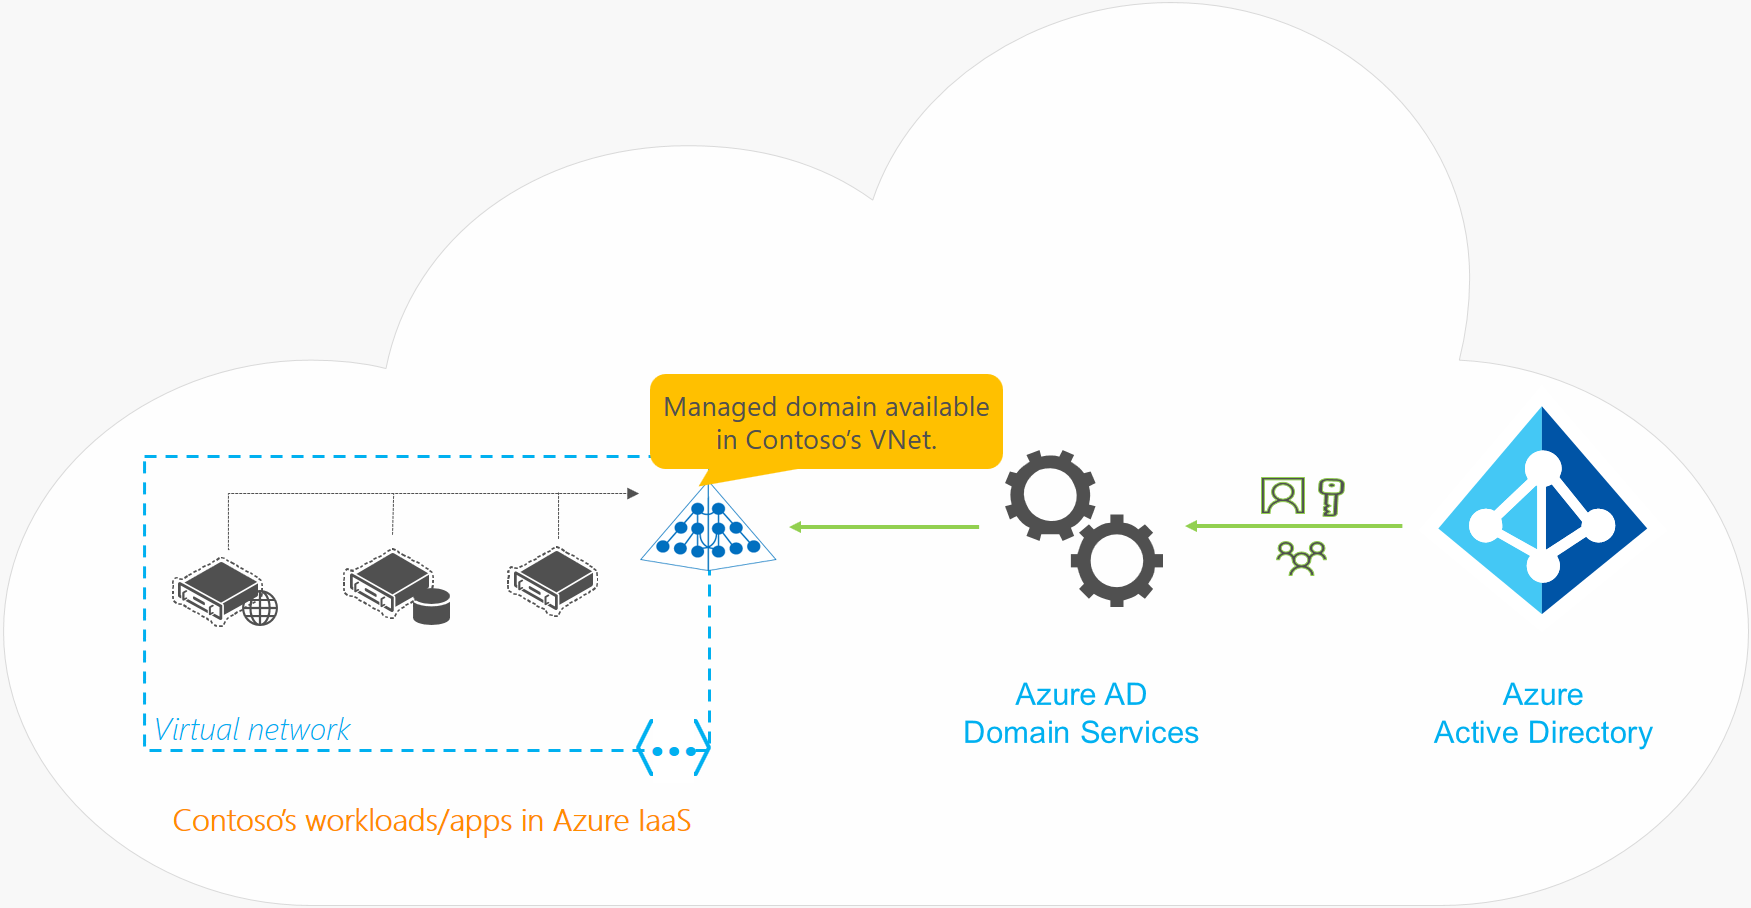 Managed domain available
in Contoso’s VNet.
Virtual network
Azure AD
Domain Services
Azure
Active Directory
Contoso’s workloads/apps in Azure IaaS